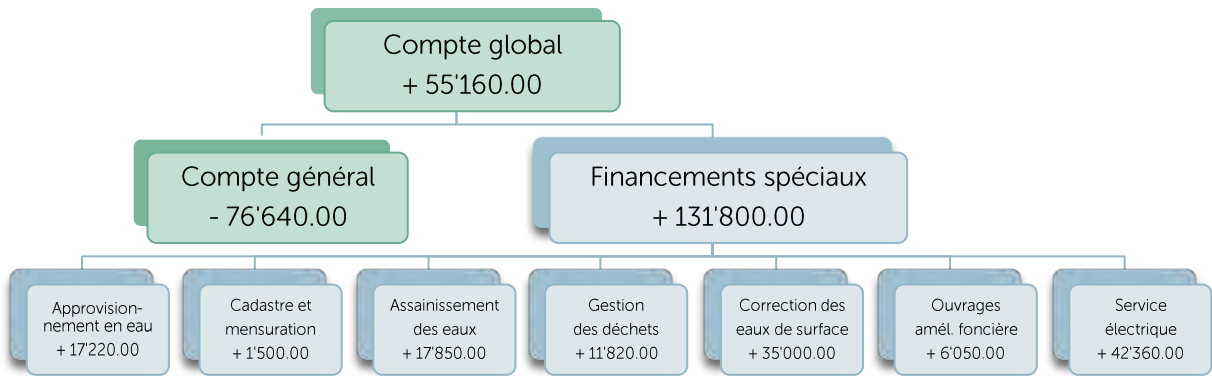 Compte global
+ 55'160.00
Compte général
- 76'640.00
Financements spéciaux
+ 131'800.00
Approvision-
nement en eau
+ 17'220.00
Cadastre et
mensuration
+ 1'500.00
Assainissement
des eaux
+ 17'850.00
Gestion
des déchets
+ 11'820.00
Correction des
eaux de surface
+ 35'000.00
Ouvrages
amél. foncière
+ 6'050.00
Service
électrique
+ 42'360.00